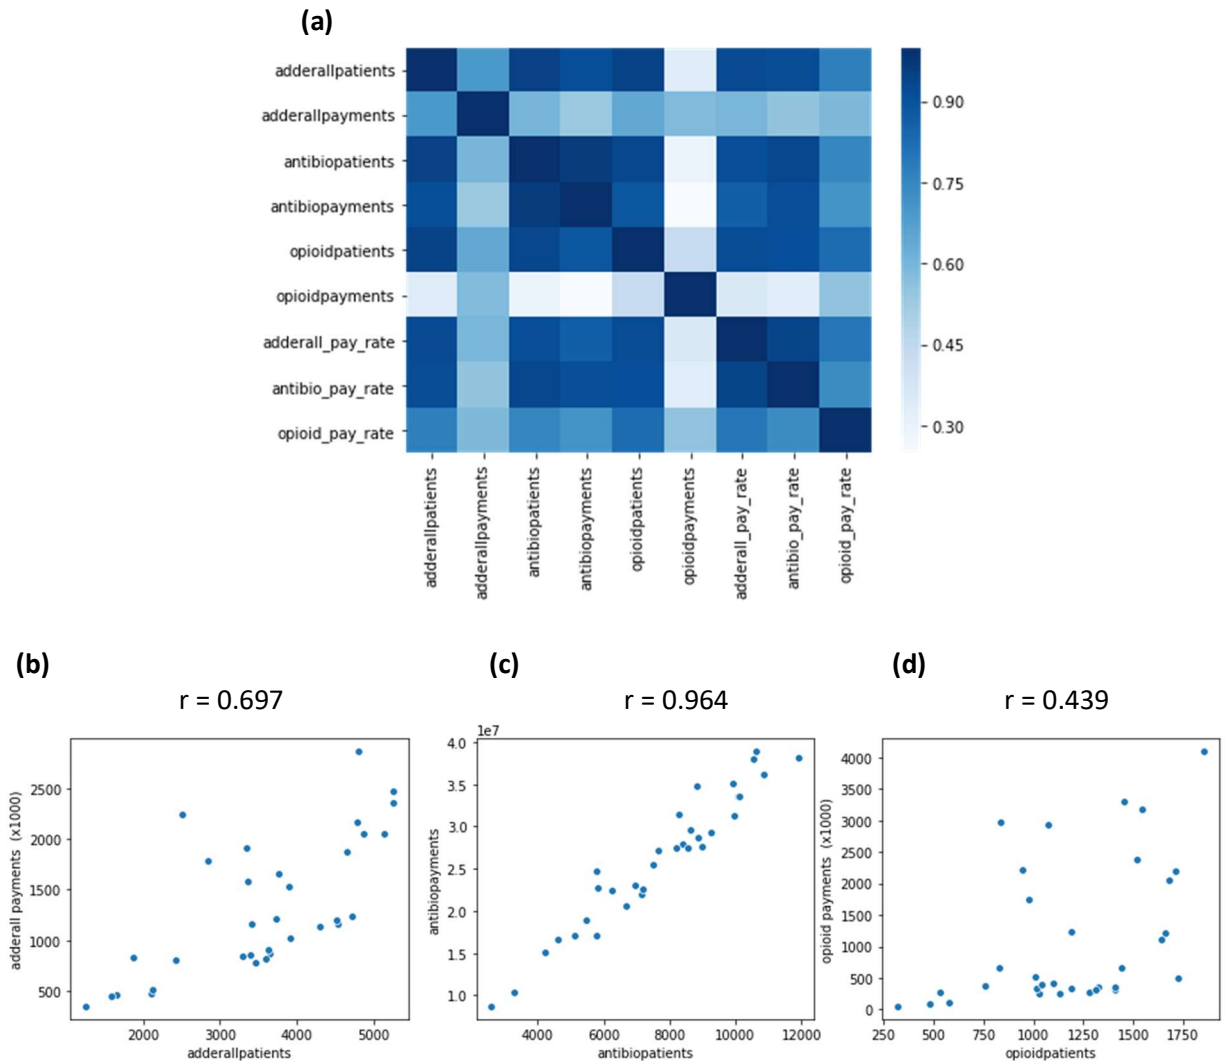 (a)
adderallpatients
adderallpayments
antibiopatients
antibiopayments
opioidpatients
opioidpayments
adderall_pay_rate
antibio_pay_rate
opioid_pay_rate
0.90
0.75
0.60
0.45
0.30
adderallpatients
adderallpayments
antibiopatients
antibiopayments
opioidpatients
opioidpayments
adderall_pay_rate
antibio_pay_rate
opioid_pay_rate
(b)
r = 0.697
adderall payments (x1000)
2500
2000
1500
1000
500
2000 3000 4000 5000
adderallpatients
(c)
r = 0.964
1e7
antibiopayments
4.0
3.5
3.0
2.5
2.0
1.5
1.0
4000 6000 8000 10000 12000
antibiopatients
(d)
r = 0.439
opioid payments (x1000)
4000
3500
3000
2500
2000
1500
1000
500
0
250 500 750 1000 1250 1500 1750
opioidpatients